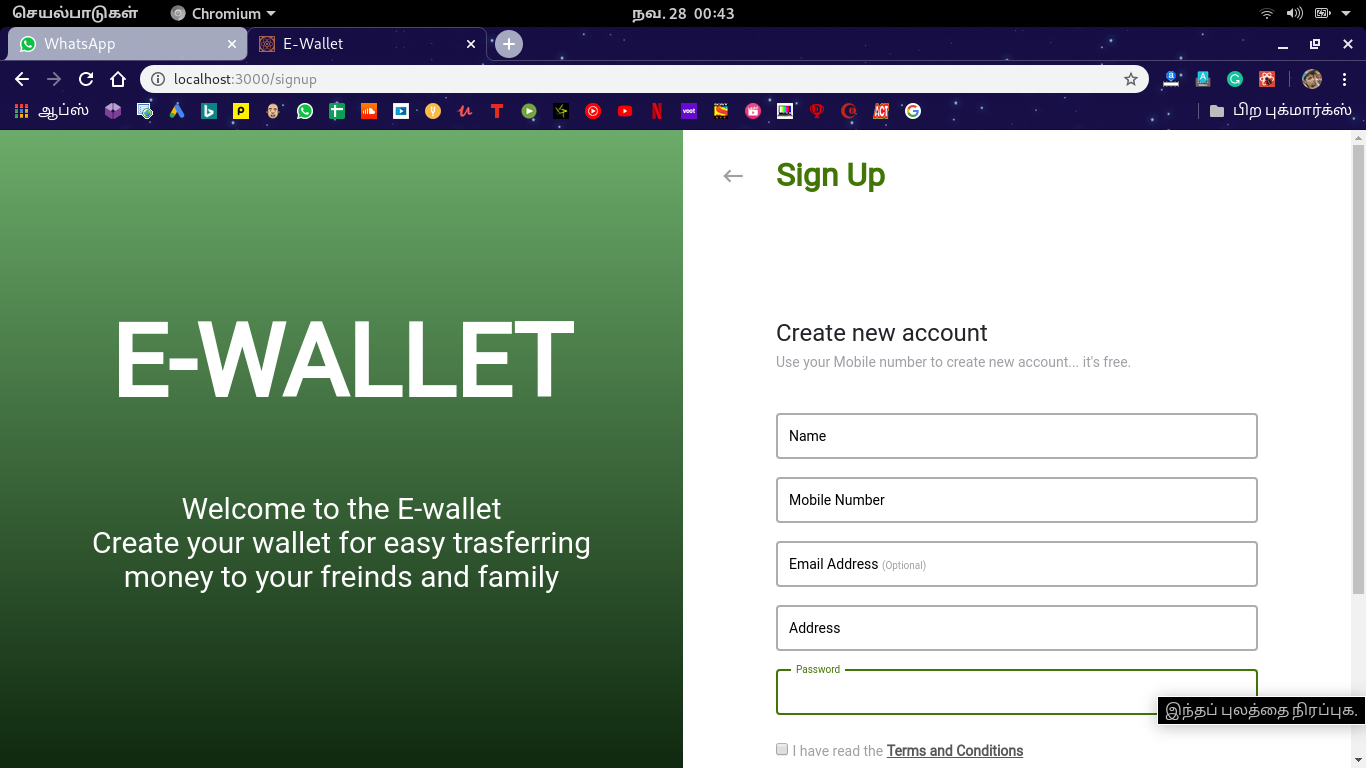 செயல்பாடுகள்
Chromium
நவ. 28 00:43
WhatsApp
E-Wallet
localhost:3000/signup
ஆப்ஸ்
பிற புக்மார்க்ஸ்
E-WALLET
Welcome to the E-wallet
Create your wallet for easy trasferring
money to your freinds and family
Sign Up
Create new account
Use your Mobile number to create new account... it's free.
Name
Mobile Number
Email Address (Optional)
Address
Password
இந்தப் புலத்தை நிரப்புக.
I have read the Terms and Conditions